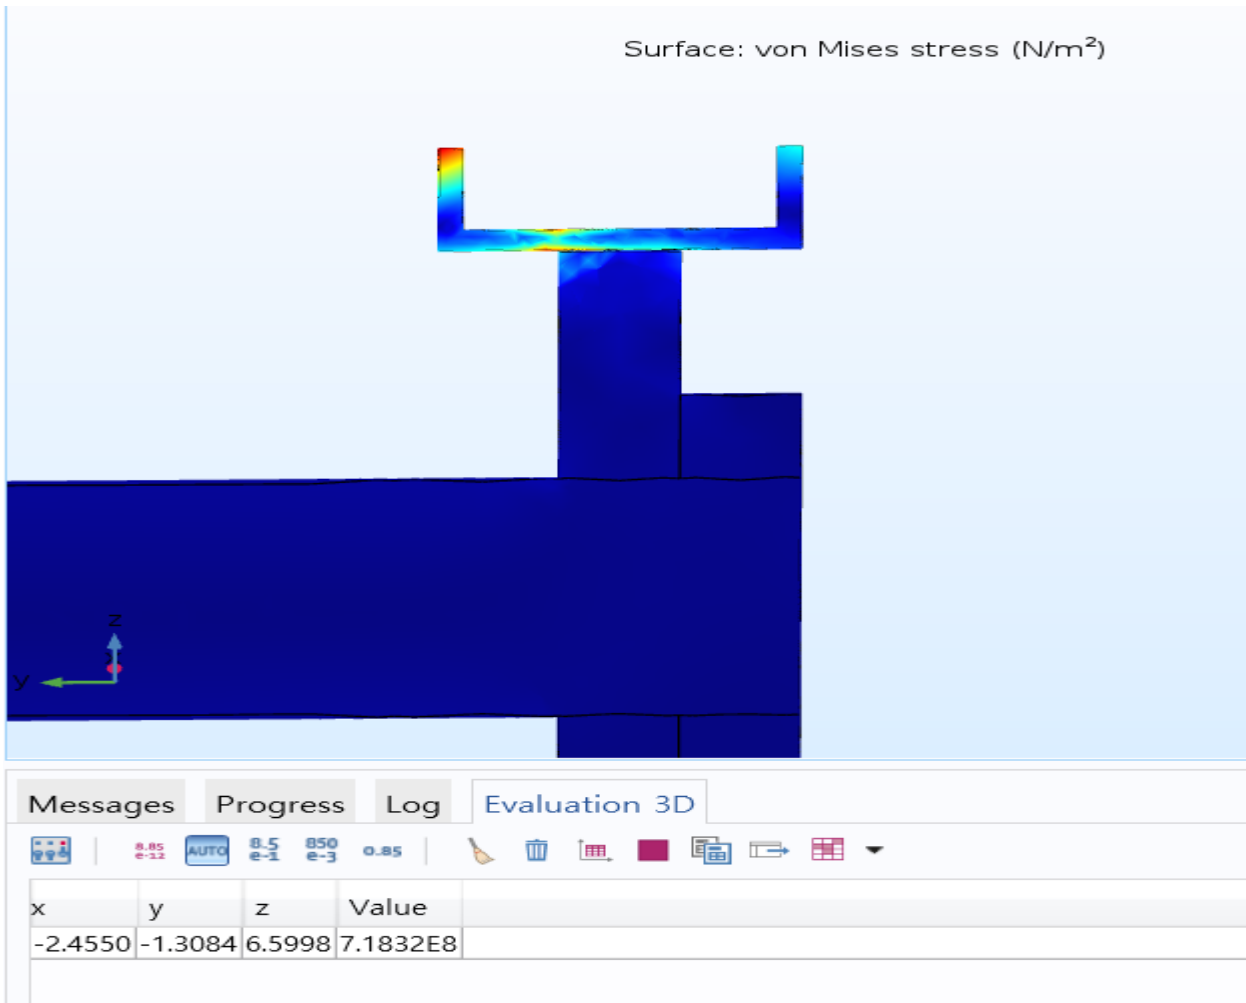 Surface: von Mises stress (N/m²)
z
y
Messages Progress Log Evaluation 3D
8.85 e-12 AUTO 8.5 e-1 850 e-3 0.85
x y z Value
-2.4550 -1.3084 6.5998 7.1832E8